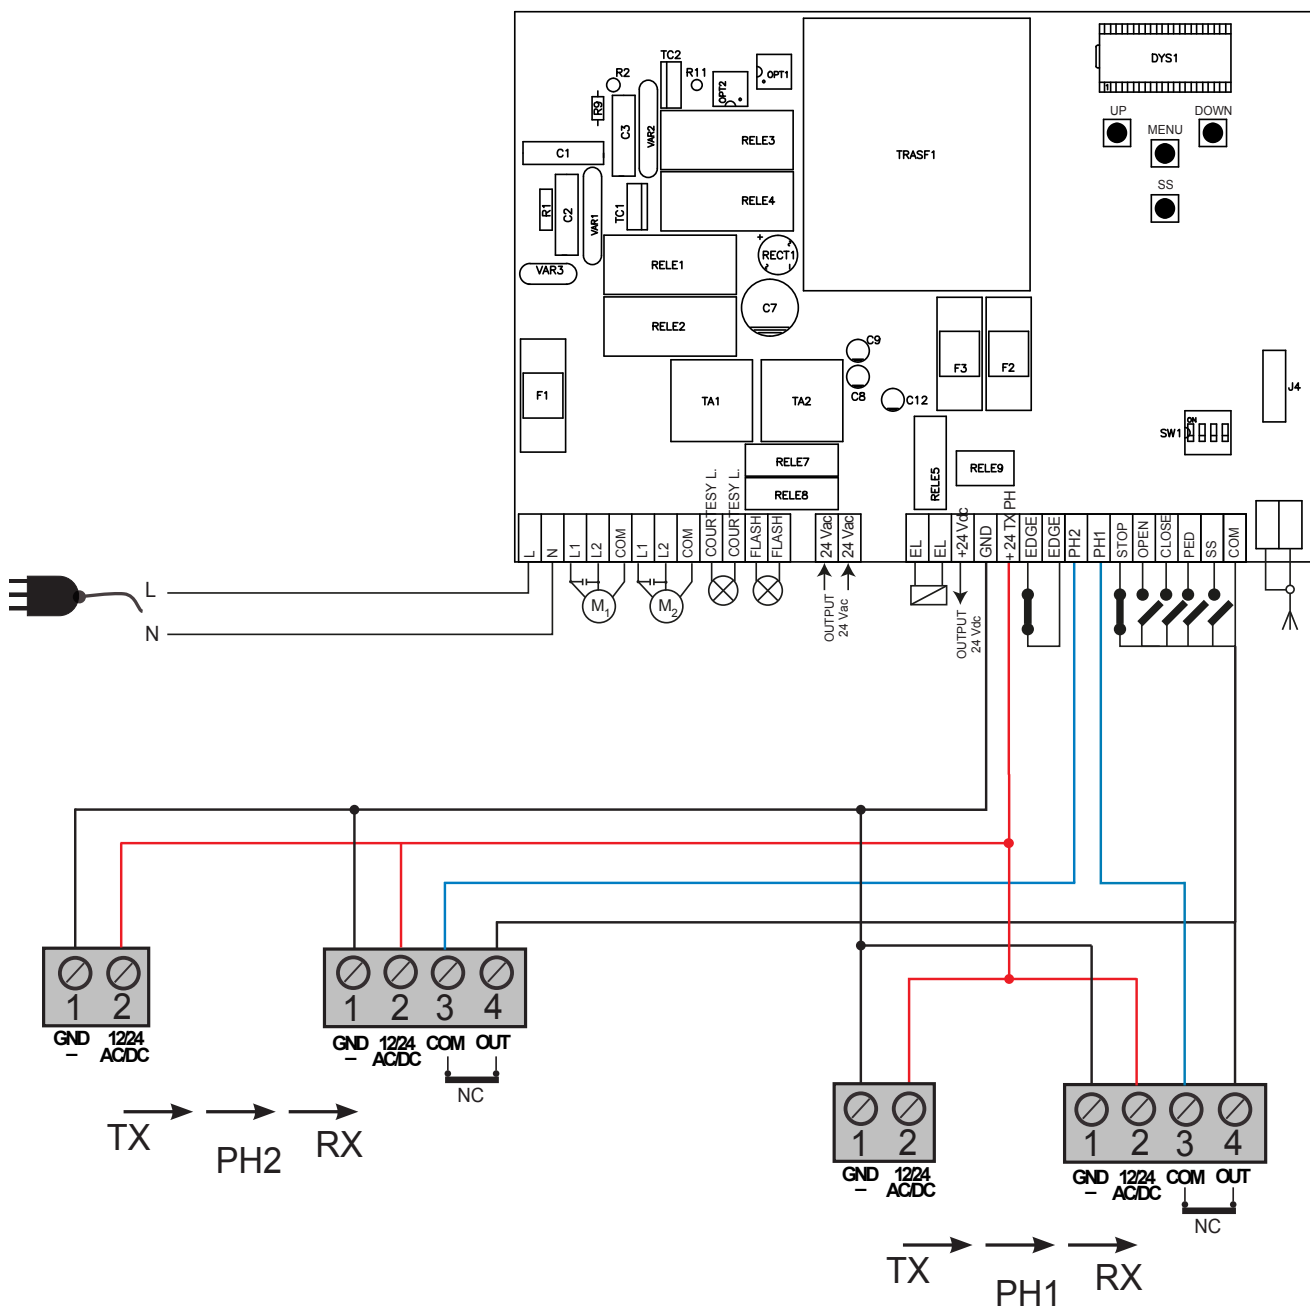 TC2
R2
R11
OPT1
OPT2
DYS1
1
R9
C3
VAR2
RELE3
TRASF1
UP
DOWN
MENU
C1
SS
R1
C2
VAR1
TC1
RELE4
RELE1
+
RECT1
VAR3
C7
RELE2
C9
F1
TA1
TA2
C8
C12
F3
F2
J4
ON
SW1
RELE7
RELE8
RELE5
RELE9
L
N
L1
L2
COM
L1
L2
COM
COURTESY L.
COURTESY L.
FLASH
FLASH
24 Vac
24 Vac
EL
EL
+24 Vdc
GND
+ 24 TX PH
EDGE
EDGE
PH2
PH1
STOP
OPEN
CLOSE
PED
SS
COM
L
N
M1
M2
OUTPUT
24 Vac
OUTPUT
24 Vdc
1 2
GND 12/24
– AC/DC
1 2 3 4
GND 12/24 COM OUT
– AC/DC
NC
TX PH2 RX
1 2
GND 12/24
– AC/DC
1 2 3 4
GND 12/24 COM OUT
– AC/DC
NC
TX PH1 RX